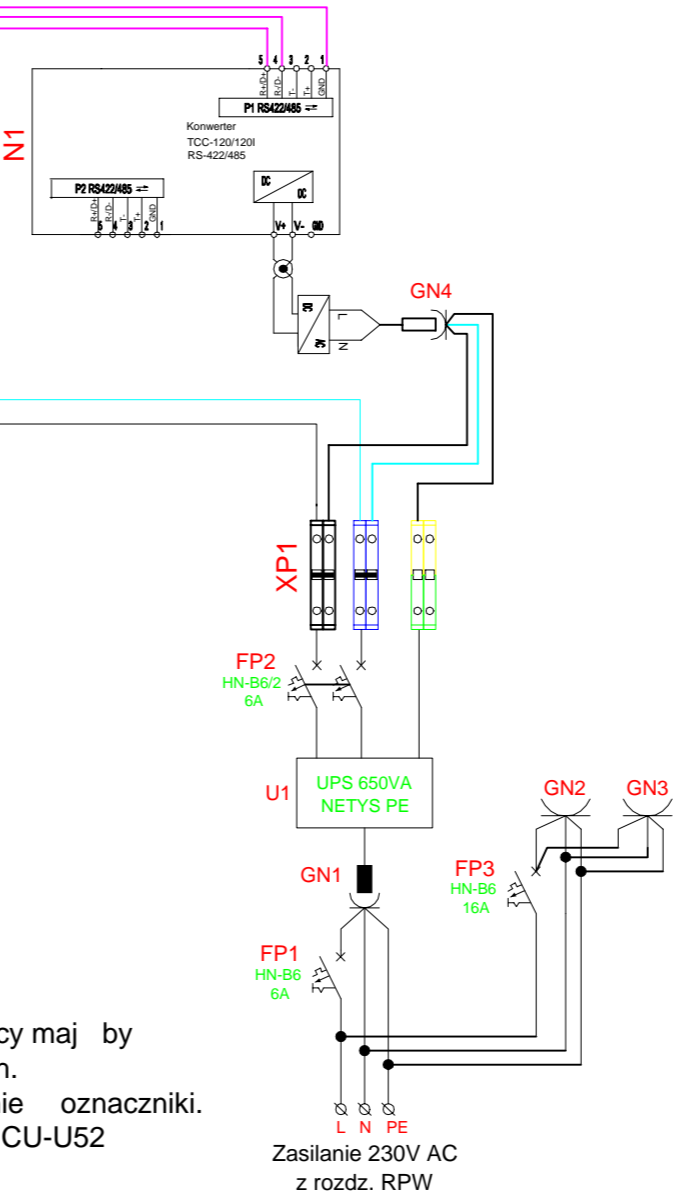 5 4 3 2 1
R+/D+ R-/D- T- T+ GND
P1 RS422/485
N1
Konwerter
TCC-120/120I
RS-422/485
P2 RS422/485
DC
DC
R+/D+ R-/D- T- T+ GND
5 4 3 2 1
V+ V- GND
GN4
DC
AC
L
N
XP1
FP2
HN-B6/2
6A
U1
UPS 650VA
NETYS PE
GN2
GN3
GN1
FP3
HN-B6
16A
FP1
HN-B6
6A
cy maj by
n.
nie oznaczniki.
CU-U52
L N PE
Zasilanie 230V AC
z rozdz. RPW